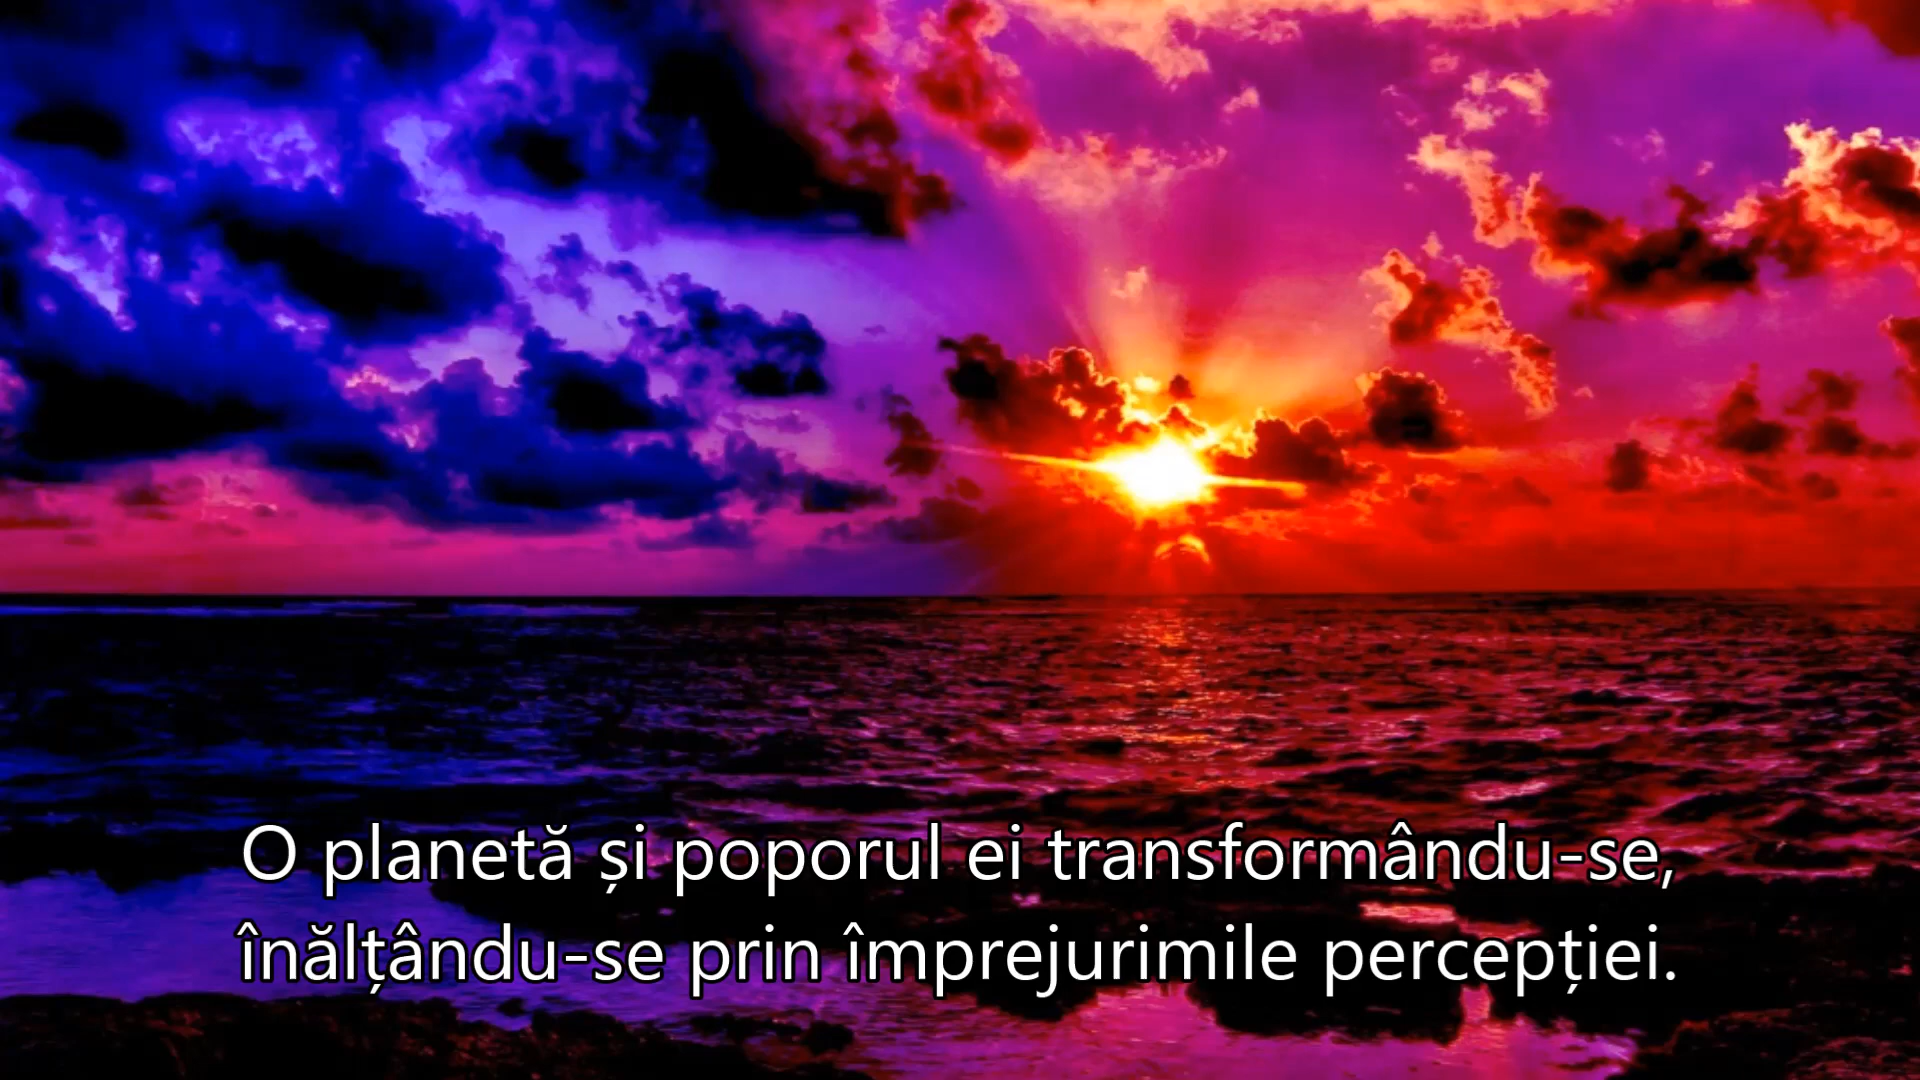 O planetă și poporul ei transformându-se,
înălțându-se prin împrejurimile percepției.